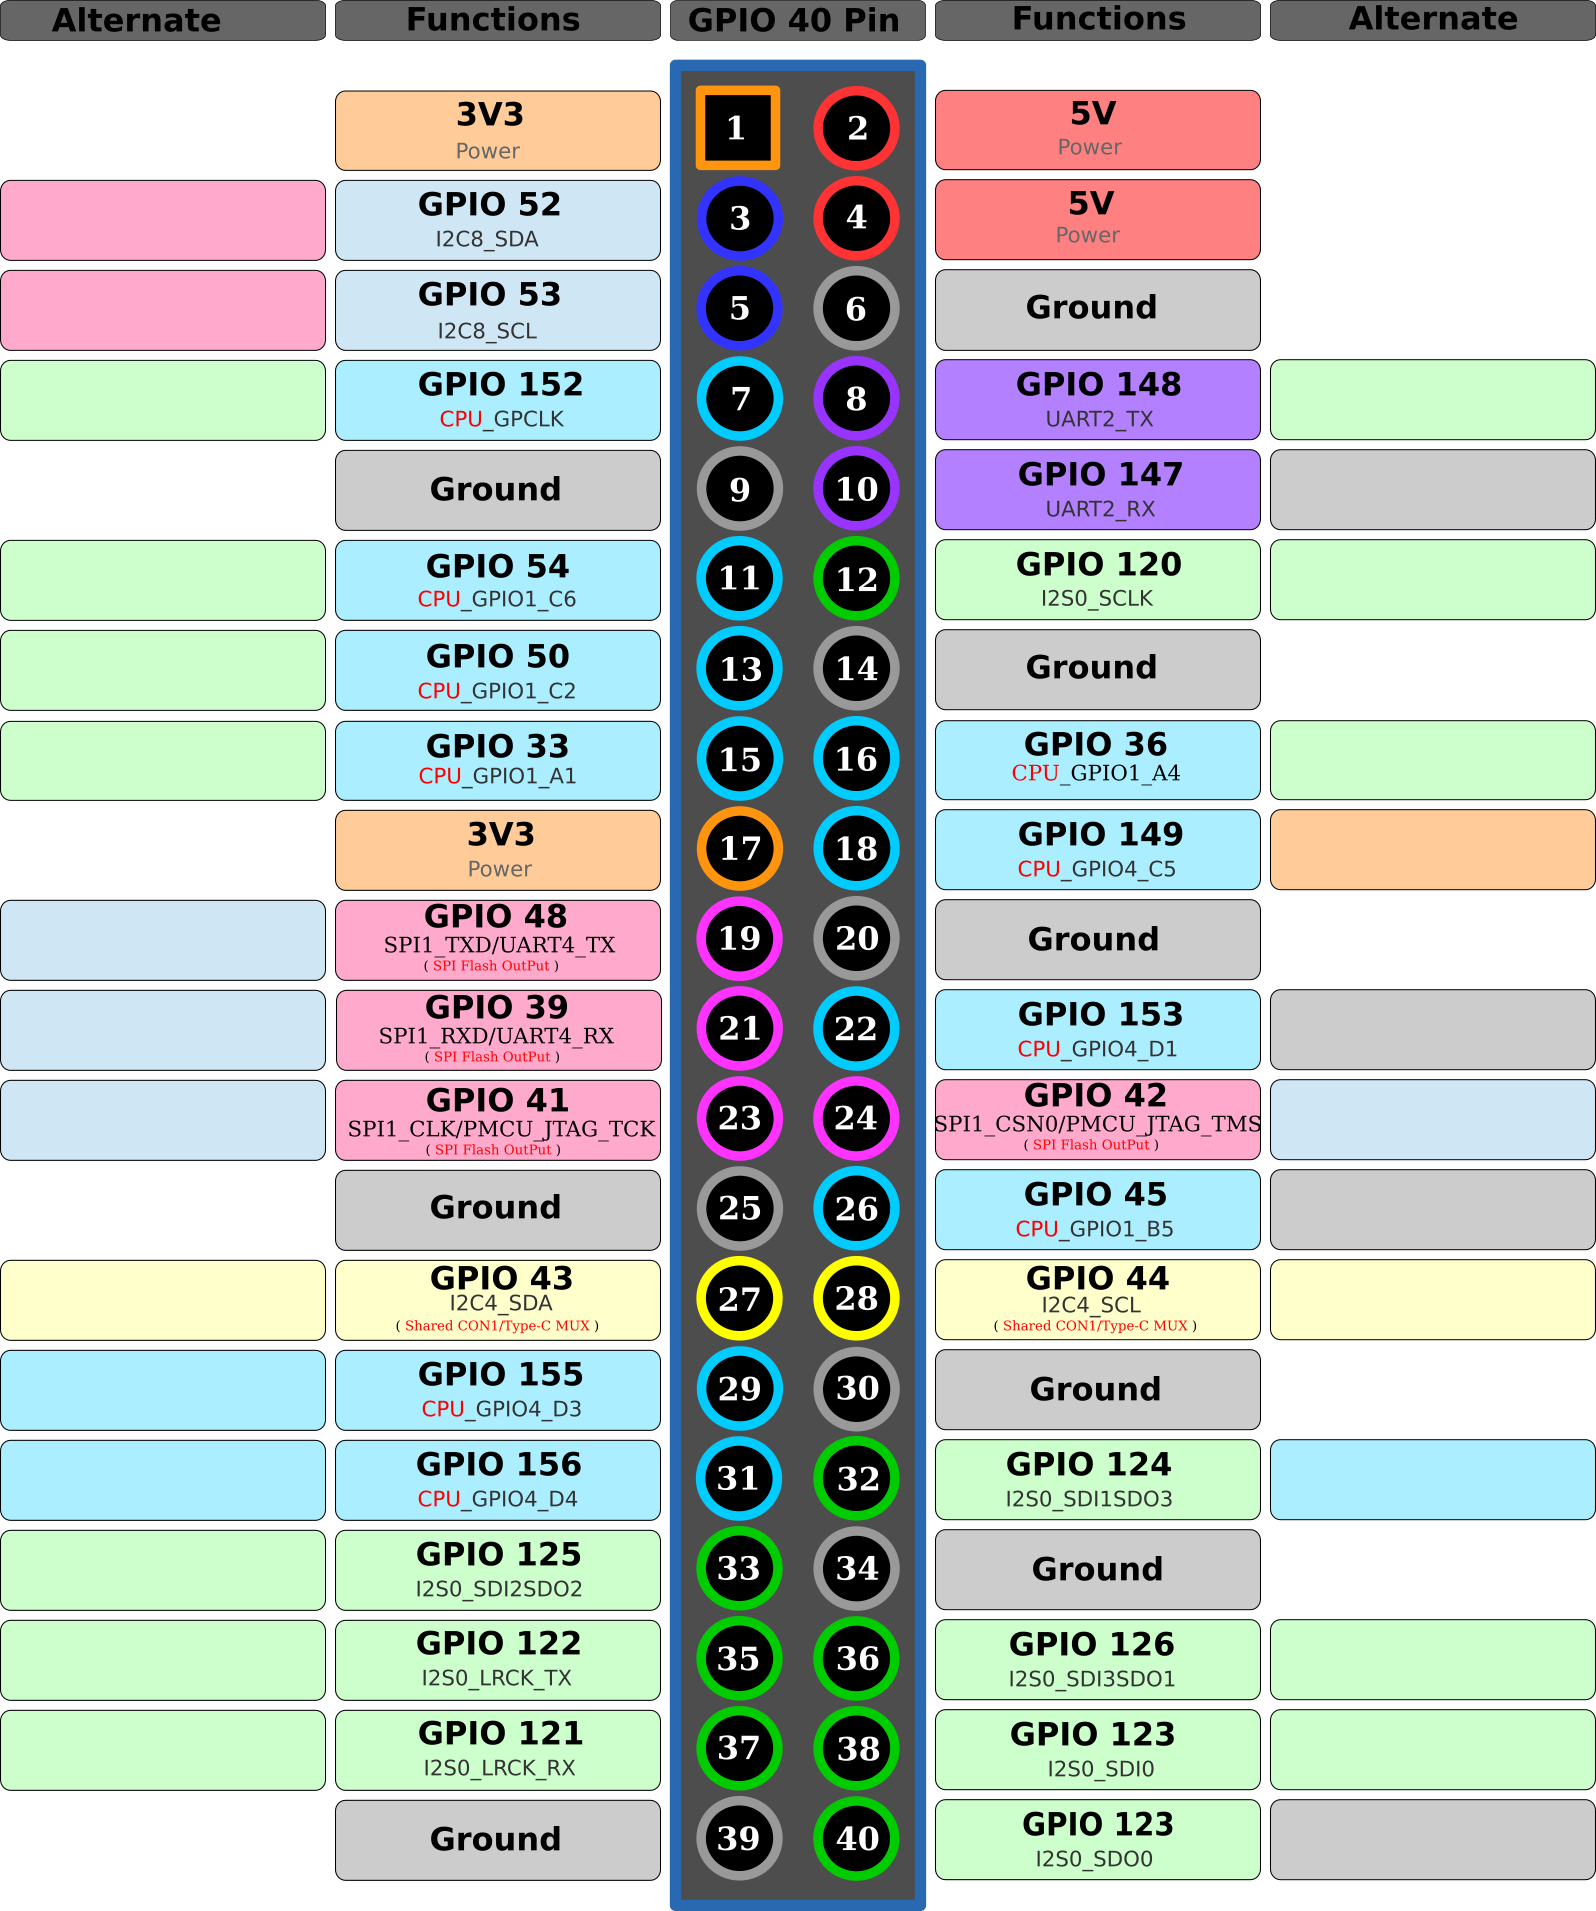 Alternate Functions GPIO 40 Pin Functions Alternate
3V3 1 2 5V
Power Power
GPIO 52 3 4 5V
I2C8_SDA Power
GPIO 53 5 6 Ground
I2C8_SCL
GPIO 152 7 8 GPIO 148
CPU_GPCLK UART2_TX
Ground 9 10 GPIO 147
UART2_RX
GPIO 54 11 12 GPIO 120
CPU_GPIO1_C6 I2S0_SCLK
GPIO 50 13 14 Ground
CPU_GPIO1_C2
GPIO 33 15 16 GPIO 36
CPU_GPIO1_A1 CPU_GPIO1_A4
3V3 17 18 GPIO 149
Power CPU_GPIO4_C5
GPIO 48 19 20 Ground
SPI1_TXD/UART4_TX
( SPI Flash OutPut )
GPIO 39 21 22 GPIO 153
SPI1_RXD/UART4_RX CPU_GPIO4_D1
( SPI Flash OutPut )
GPIO 41 23 24 GPIO 42
SPI1_CLK/PMCU_JTAG_TCK SPI1_CSN0/PMCU_JTAG_TMS
( SPI Flash OutPut ) ( SPI Flash OutPut )
Ground 25 26 GPIO 45
CPU_GPIO1_B5
GPIO 43 27 28 GPIO 44
I2C4_SDA I2C4_SCL
( Shared CON1/Type-C MUX ) ( Shared CON1/Type-C MUX )
GPIO 155 29 30 Ground
CPU_GPIO4_D3
GPIO 156 31 32 GPIO 124
CPU_GPIO4_D4 I2S0_SDI1SDO3
GPIO 125 33 34 Ground
I2S0_SDI2SDO2
GPIO 122 35 36 GPIO 126
I2S0_LRCK_TX I2S0_SDI3SDO1
GPIO 121 37 38 GPIO 123
I2S0_LRCK_RX I2S0_SDI0
Ground 39 40 GPIO 123
I2S0_SDO0